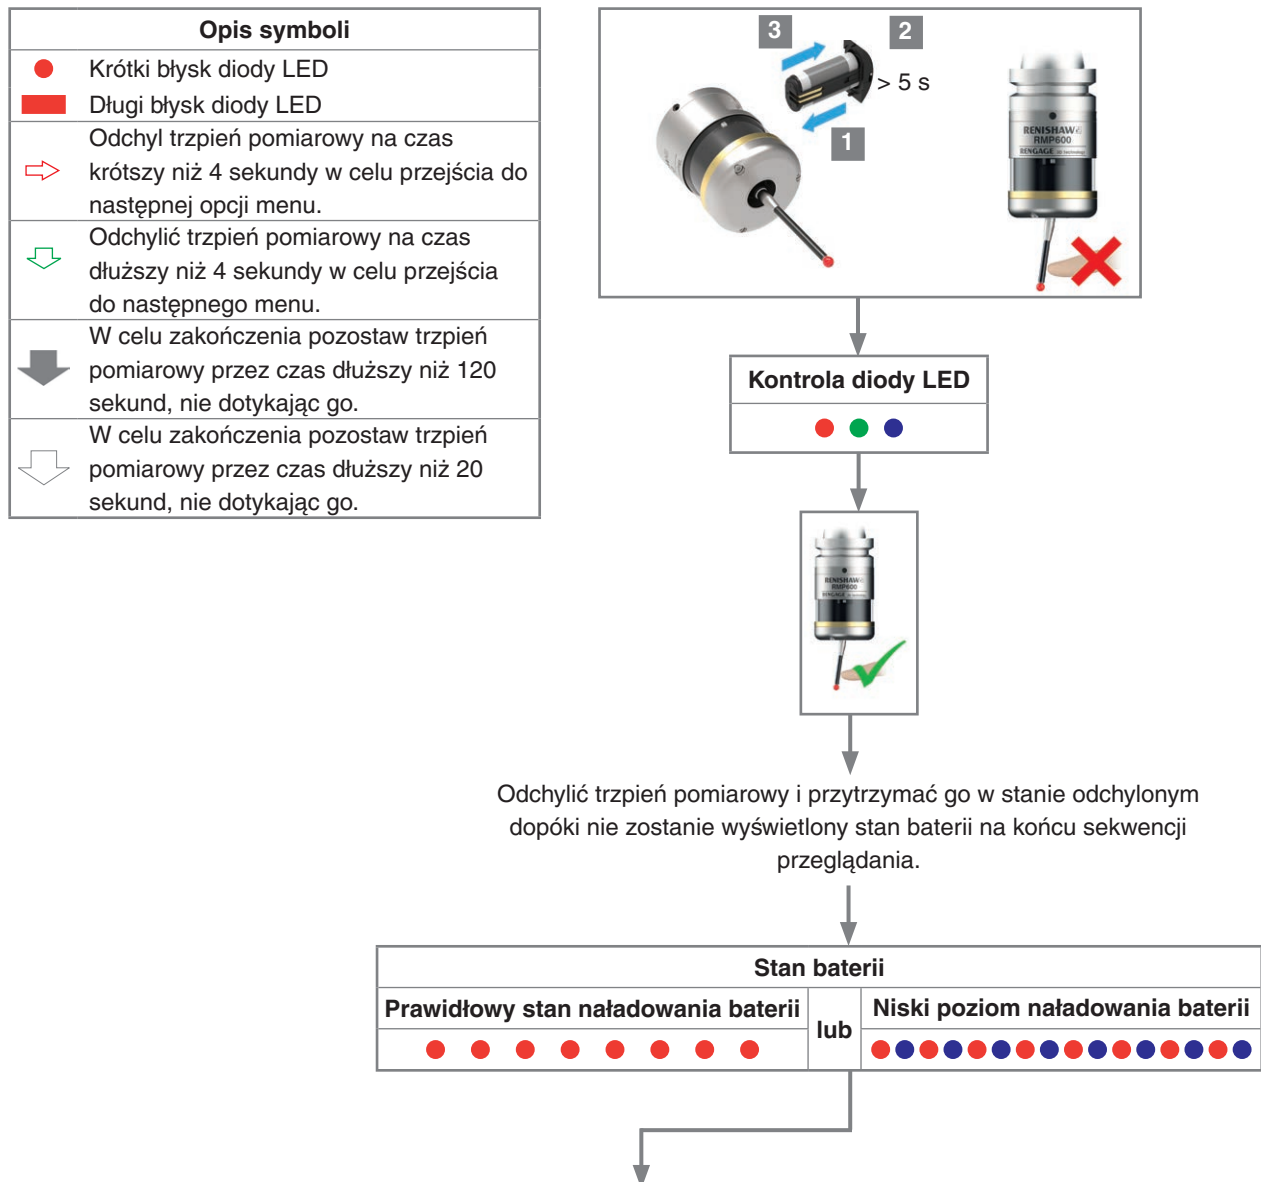 Opis symboli
Krótki błysk diody LED
Długi błysk diody LED
Odchyl trzpień pomiarowy na czas
krótszy niż 4 sekundy w celu przejścia do
następnej opcji menu.
Odchylić trzpień pomiarowy na czas
dłuższy niż 4 sekundy w celu przejścia
do następnego menu.
W celu zakończenia pozostaw trzpień
pomiarowy przez czas dłuższy niż 120
sekund, nie dotykając go.
W celu zakończenia pozostaw trzpień
pomiarowy przez czas dłuższy niż 20
sekund, nie dotykając go.
3
2
> 5 s
1
RENISHAW
RMP600
RENGAGE
Kontrola diody LED
RENISHAW
RMP600
RENGAGE
Odchylić trzpień pomiarowy i przytrzymać go w stanie odchylonym
dopóki nie zostanie wyświetlony stan baterii na końcu sekwencji
przeglądania.
Stan baterii
Prawidłowy stan naładowania baterii
lub
Niski poziom naładowania baterii